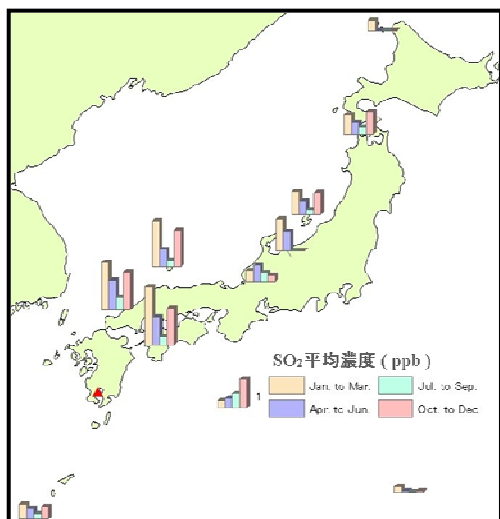 SO₂平均濃度 ( ppb )
1
Jan. to Mar. Jul. to Sep.
Apr. to Jun. Oct. to Dec